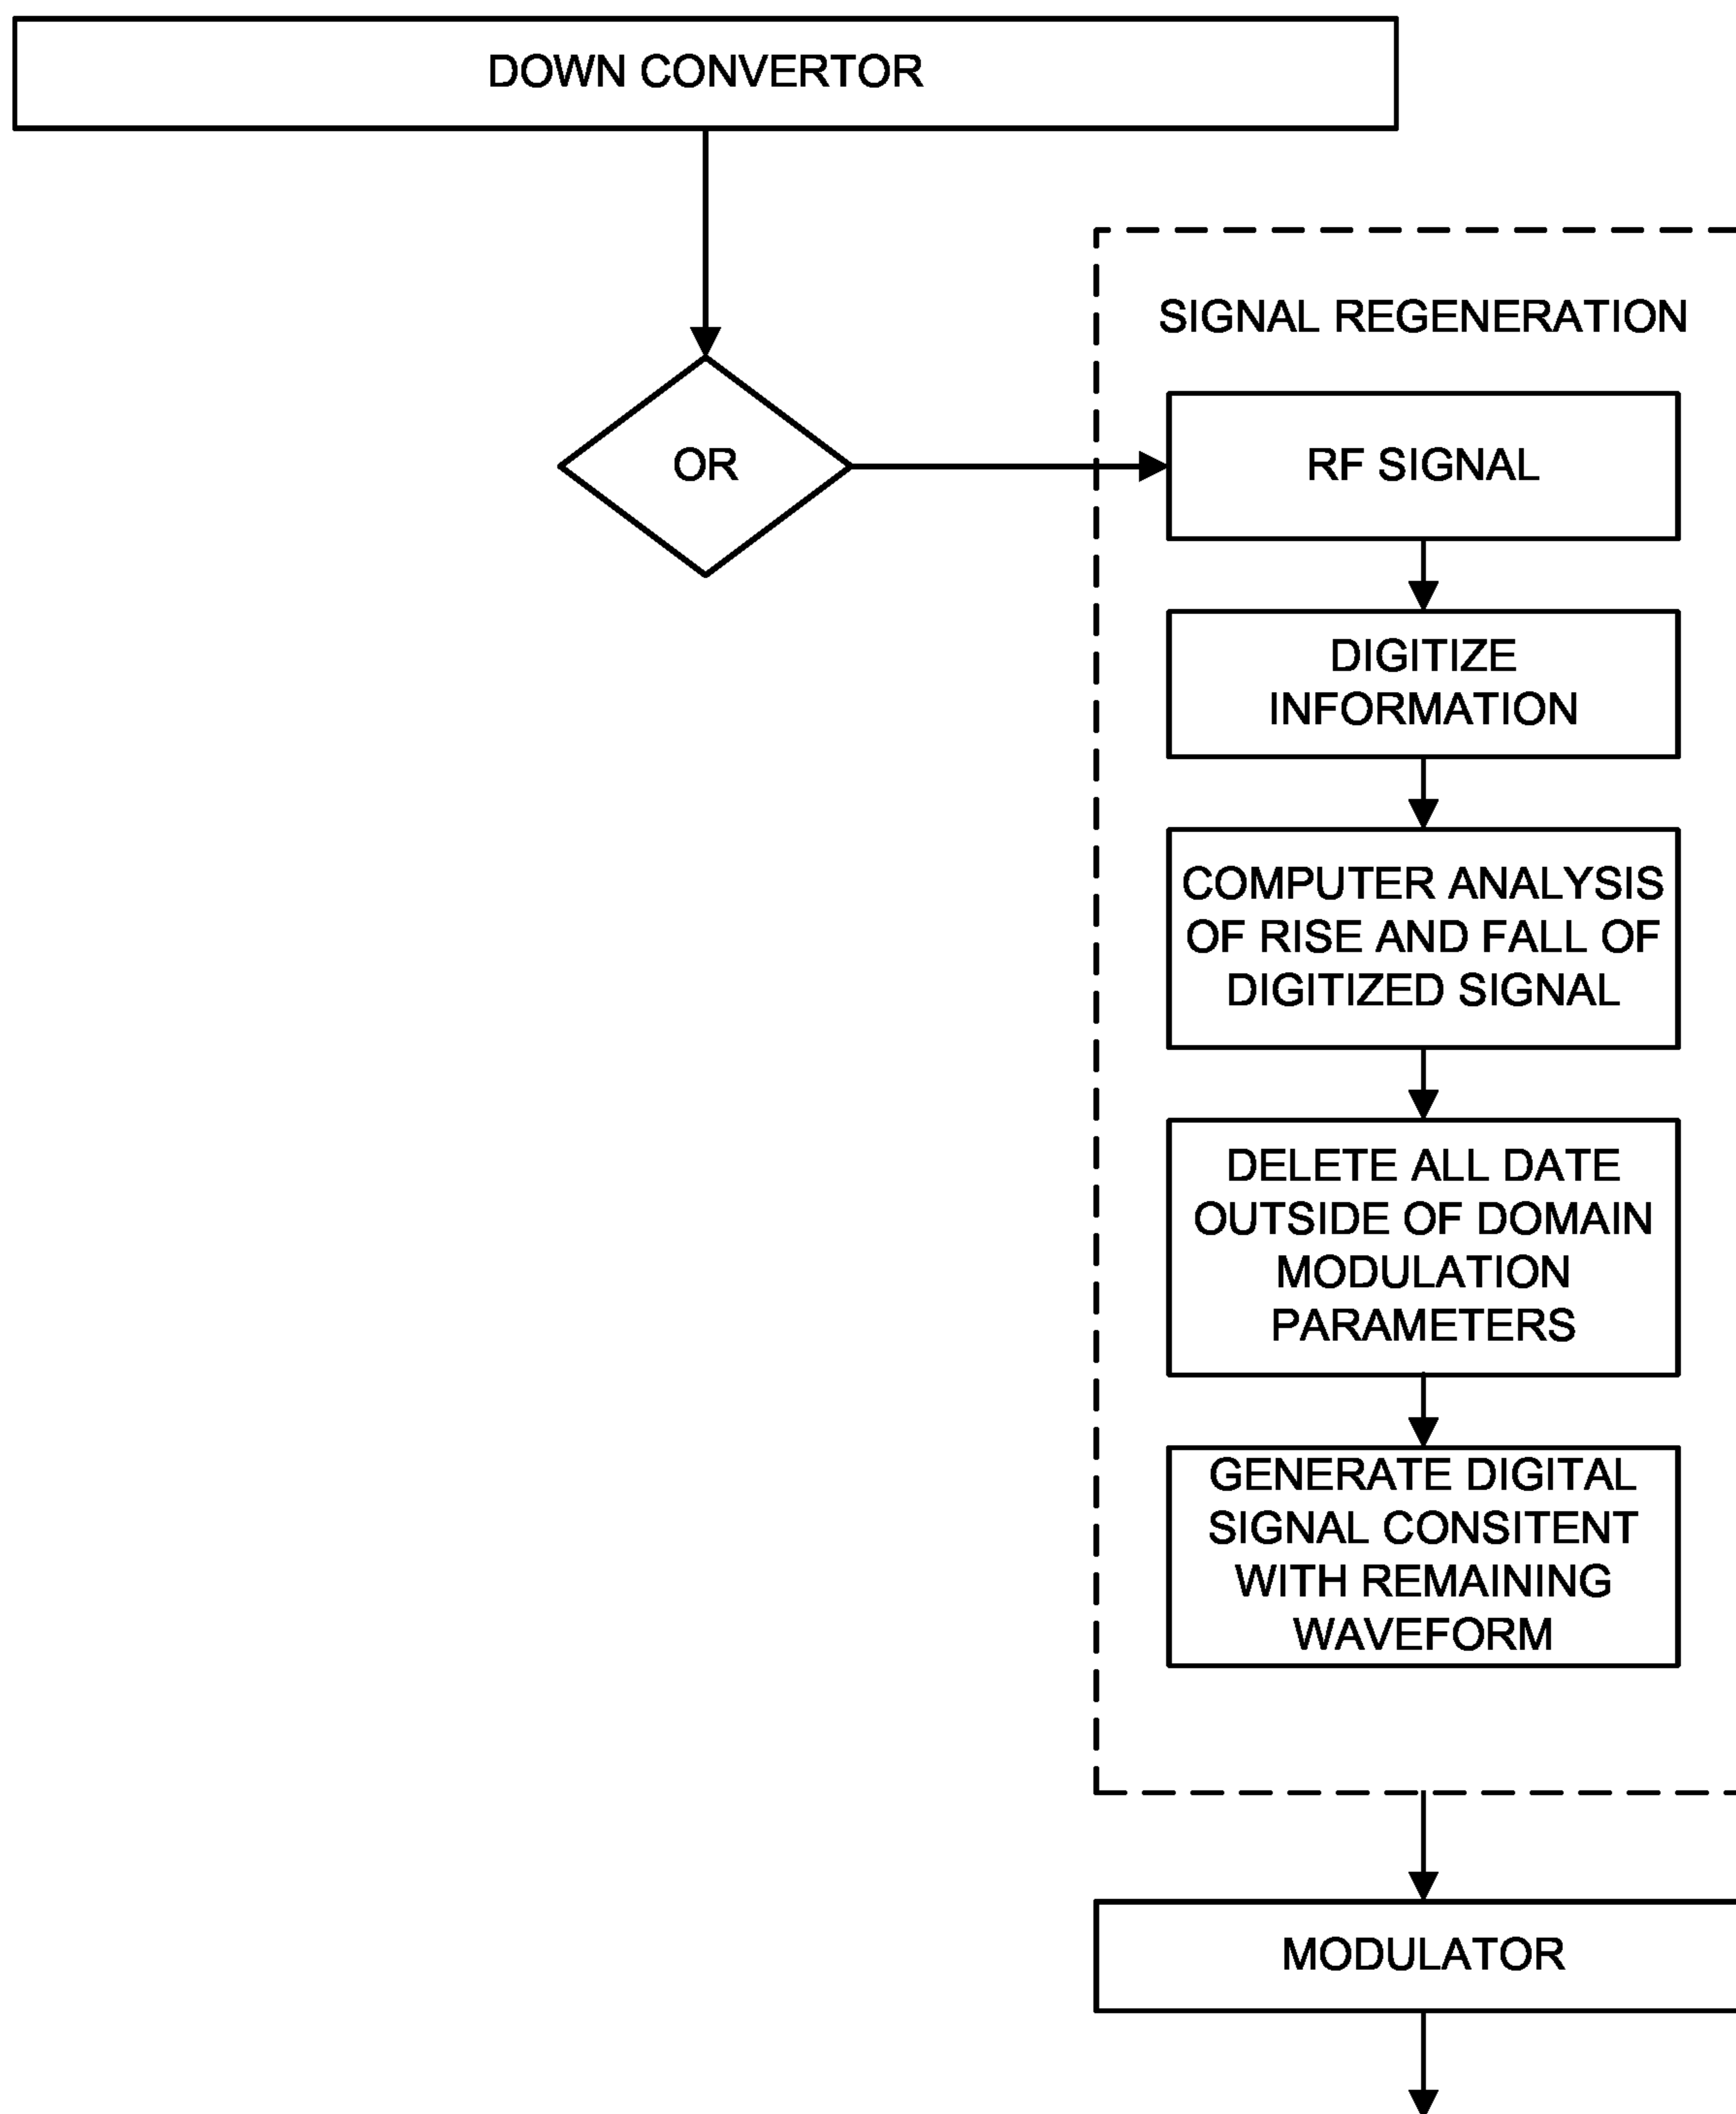 DOWN CONVERTOR
SIGNAL REGENERATION
OR
RF SIGNAL
DIGITIZE
INFORMATION
COMPUTER ANALYSIS
OF RISE AND FALL OF
DIGITIZED SIGNAL
DELETE ALL DATE
OUTSIDE OF DOMAIN
MODULATION
PARAMETERS
GENERATE DIGITAL
SIGNAL CONSITENT
WITH REMAINING
WAVEFORM
MODULATOR